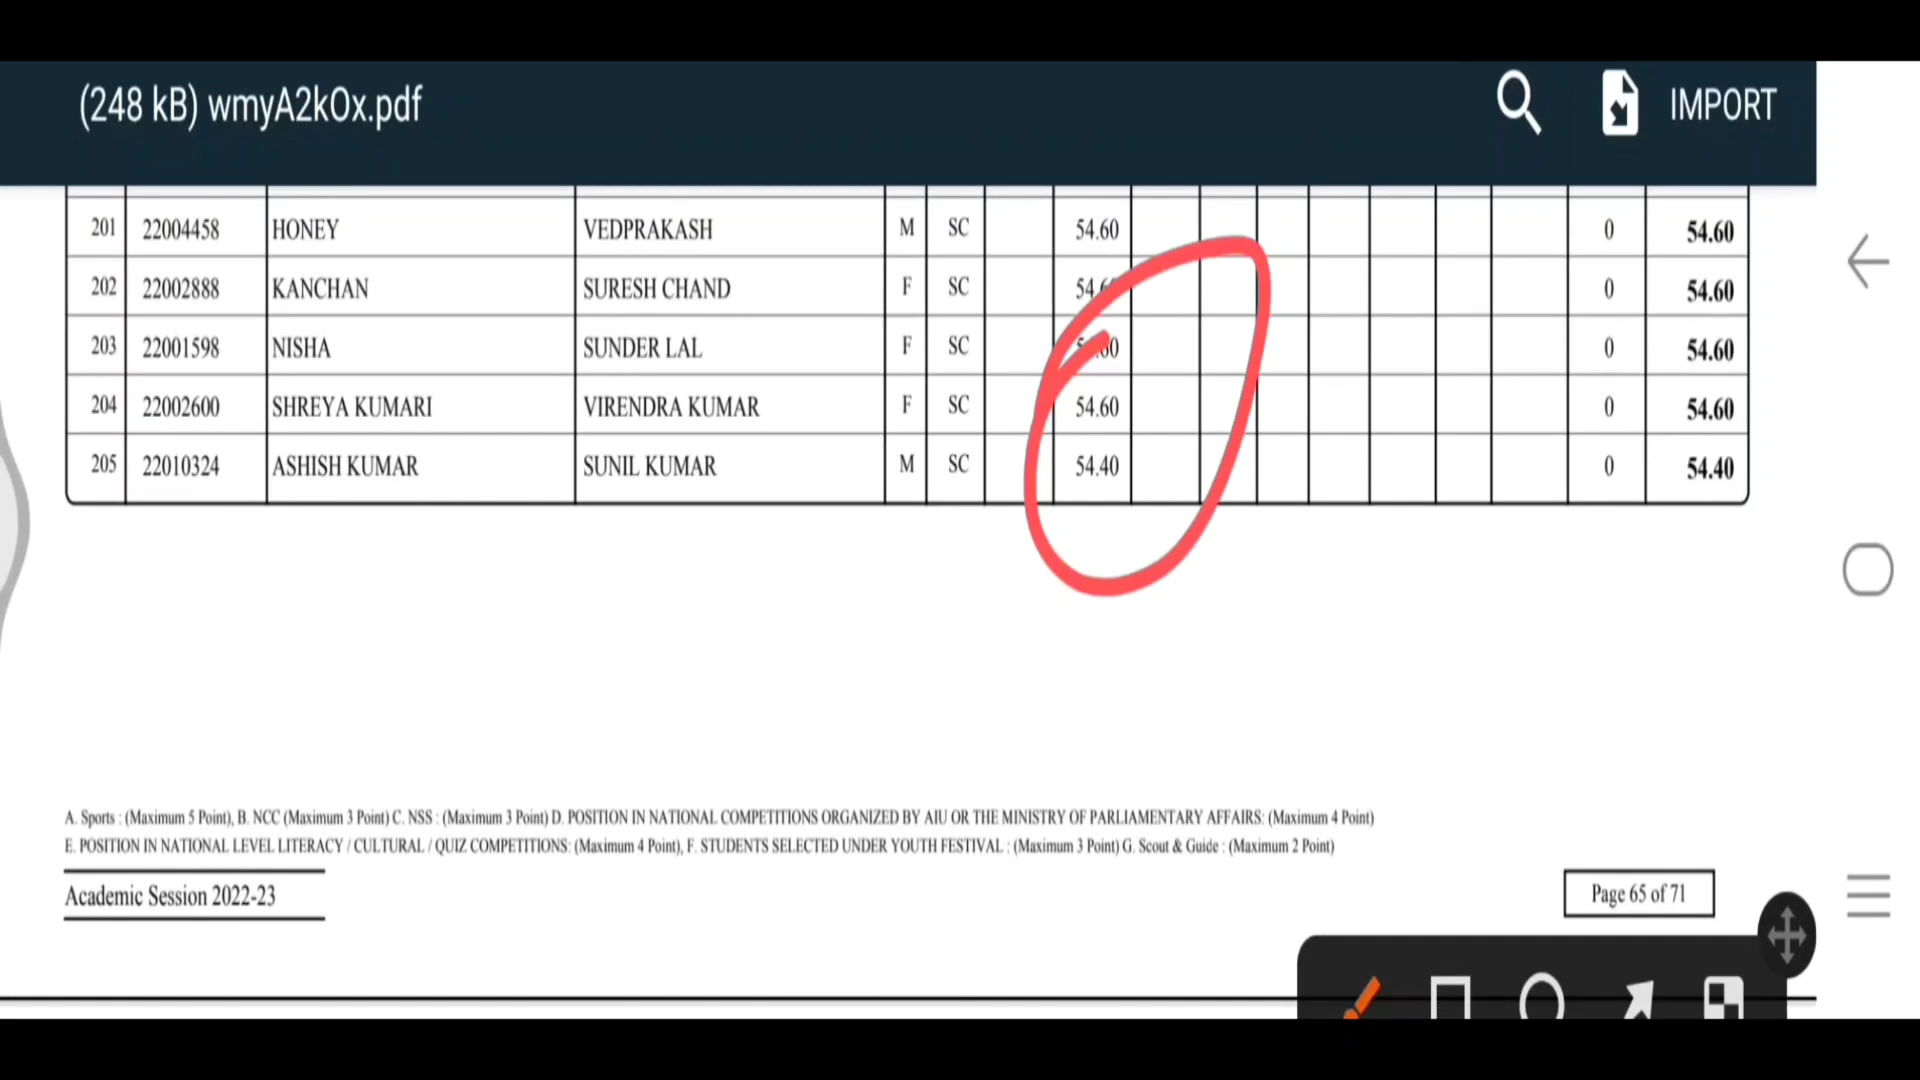 (248 kB) wmyA2kOx.pdf IMPORT
201 22004458 HONEY VEDPRAKASH M SC 54.60 0 54.60
202 22002888 KANCHAN SURESH CHAND F SC 0 54.60
203 22001598 NISHA SUNDER LAL F SC 0 54.60
204 22002600 SHREYA KUMARI VIRENDRA KUMAR F SC 54.60 0 54.60
205 22010324 ASHISH KUMAR SUNIL KUMAR M SC 54.40 0 54.40
A. Sports : (Maximum 5 Point), B. NCC (Maximum 3 Point) C. NSS : (Maximum 3 Point) D. POSITION IN NATIONAL COMPETITIONS ORGANIZED BY AIU OR THE MINISTRY OF PARLIAMENTARY AFFAIRS: (Maximum 4 Point)
E. POSITION IN NATIONAL LEVEL LITERACY / CULTURAL / QUIZ COMPETITIONS: (Maximum 4 Point), F. STUDENTS SELECTED UNDER YOUTH FESTIVAL : (Maximum 3 Point) G. Scout & Guide : (Maximum 2 Point)
Academic Session 2022-23
Page 65 of 71